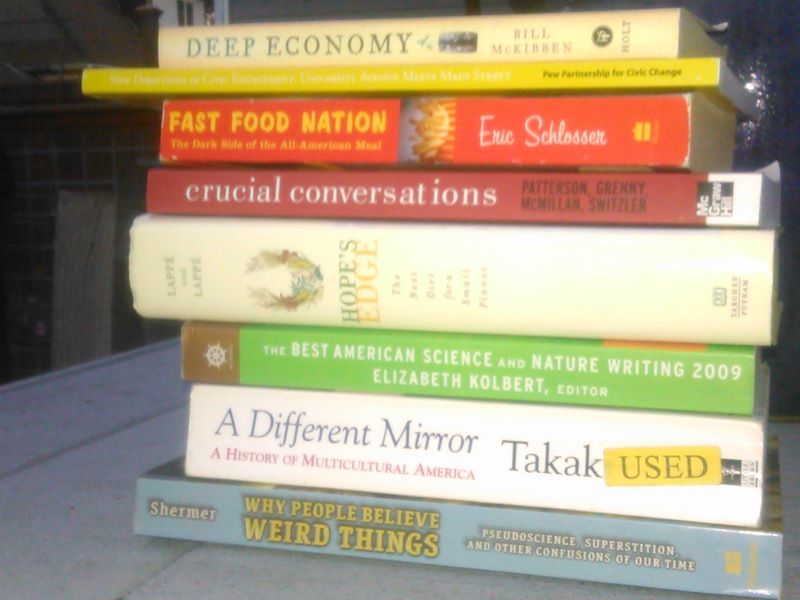 DEEP ECONOMY
BILL
McKIBBEN
HOLT
NEW DIRECTIONS IN CIVIC ENGAGEMENT: UNIVERSITY AVENUE MEETS MAIN STREET
Pew Partnership for Civic Change
FAST FOOD NATION
The Dark Side of the All-American Meal
Eric Schlosser
crucial conversations
PATTERSON, GRENNY,
McMILLAN, SWITZLER
Mc
Graw
Hill
LAPPÉ
and
LAPPÉ
HOPE'S
EDGE
The
Next
Diet
for a
Small
Planet
TARCHER
PUTNAM
THE BEST AMERICAN SCIENCE AND NATURE WRITING 2009
ELIZABETH KOLBERT, EDITOR
A Different Mirror
A HISTORY OF MULTICULTURAL AMERICA
Takak
USED
Shermer
WHY PEOPLE BELIEVE
WEIRD THINGS
PSEUDOSCIENCE, SUPERSTITION,
AND OTHER CONFUSIONS OF OUR TIME